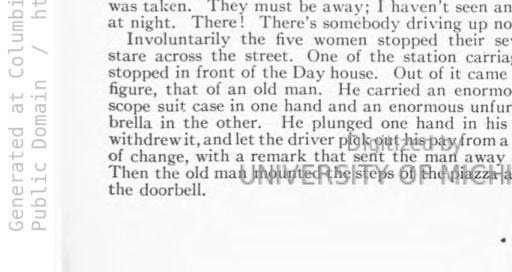 was taken. They must be away; I haven't seen an
at night. There! There's somebody driving up no
Involuntarily the five women stopped their se
stare across the street. One of the station carria
stopped in front of the Day house. Out of it came
figure, that of an old man. He carried an enormo
scope suit case in one hand and an enormous unfur
brella in the other. He plunged one hand in his
withdrew it, and let the driver pick out his pay from a
of change, with a remark that sent the man away
Then the old man mounted the steps of the piazza a
the doorbell.
Digitized by
UNIVERSITY OF MICH
Generated at Columbi
Public Domain / ht